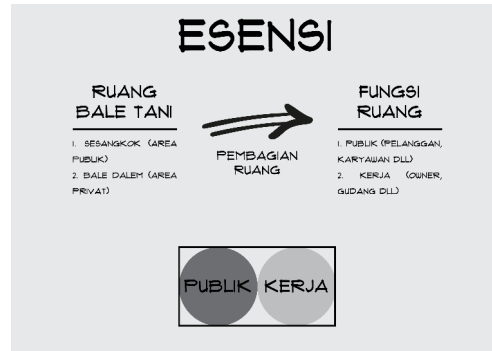 ESENSI
RUANG
BALE TANI
1. SESANGKOK (AREA
PUBLIK)
2. BALE DALEM (AREA
PRIVAT)
PEMBAGIAN
RUANG
FUNGSI
RUANG
1. PUBLIK (PELANGGAN,
KARYAWAN DLL)
2. KERJA (OWNER,
GUDANG DLL)
PUBLIK KERJA